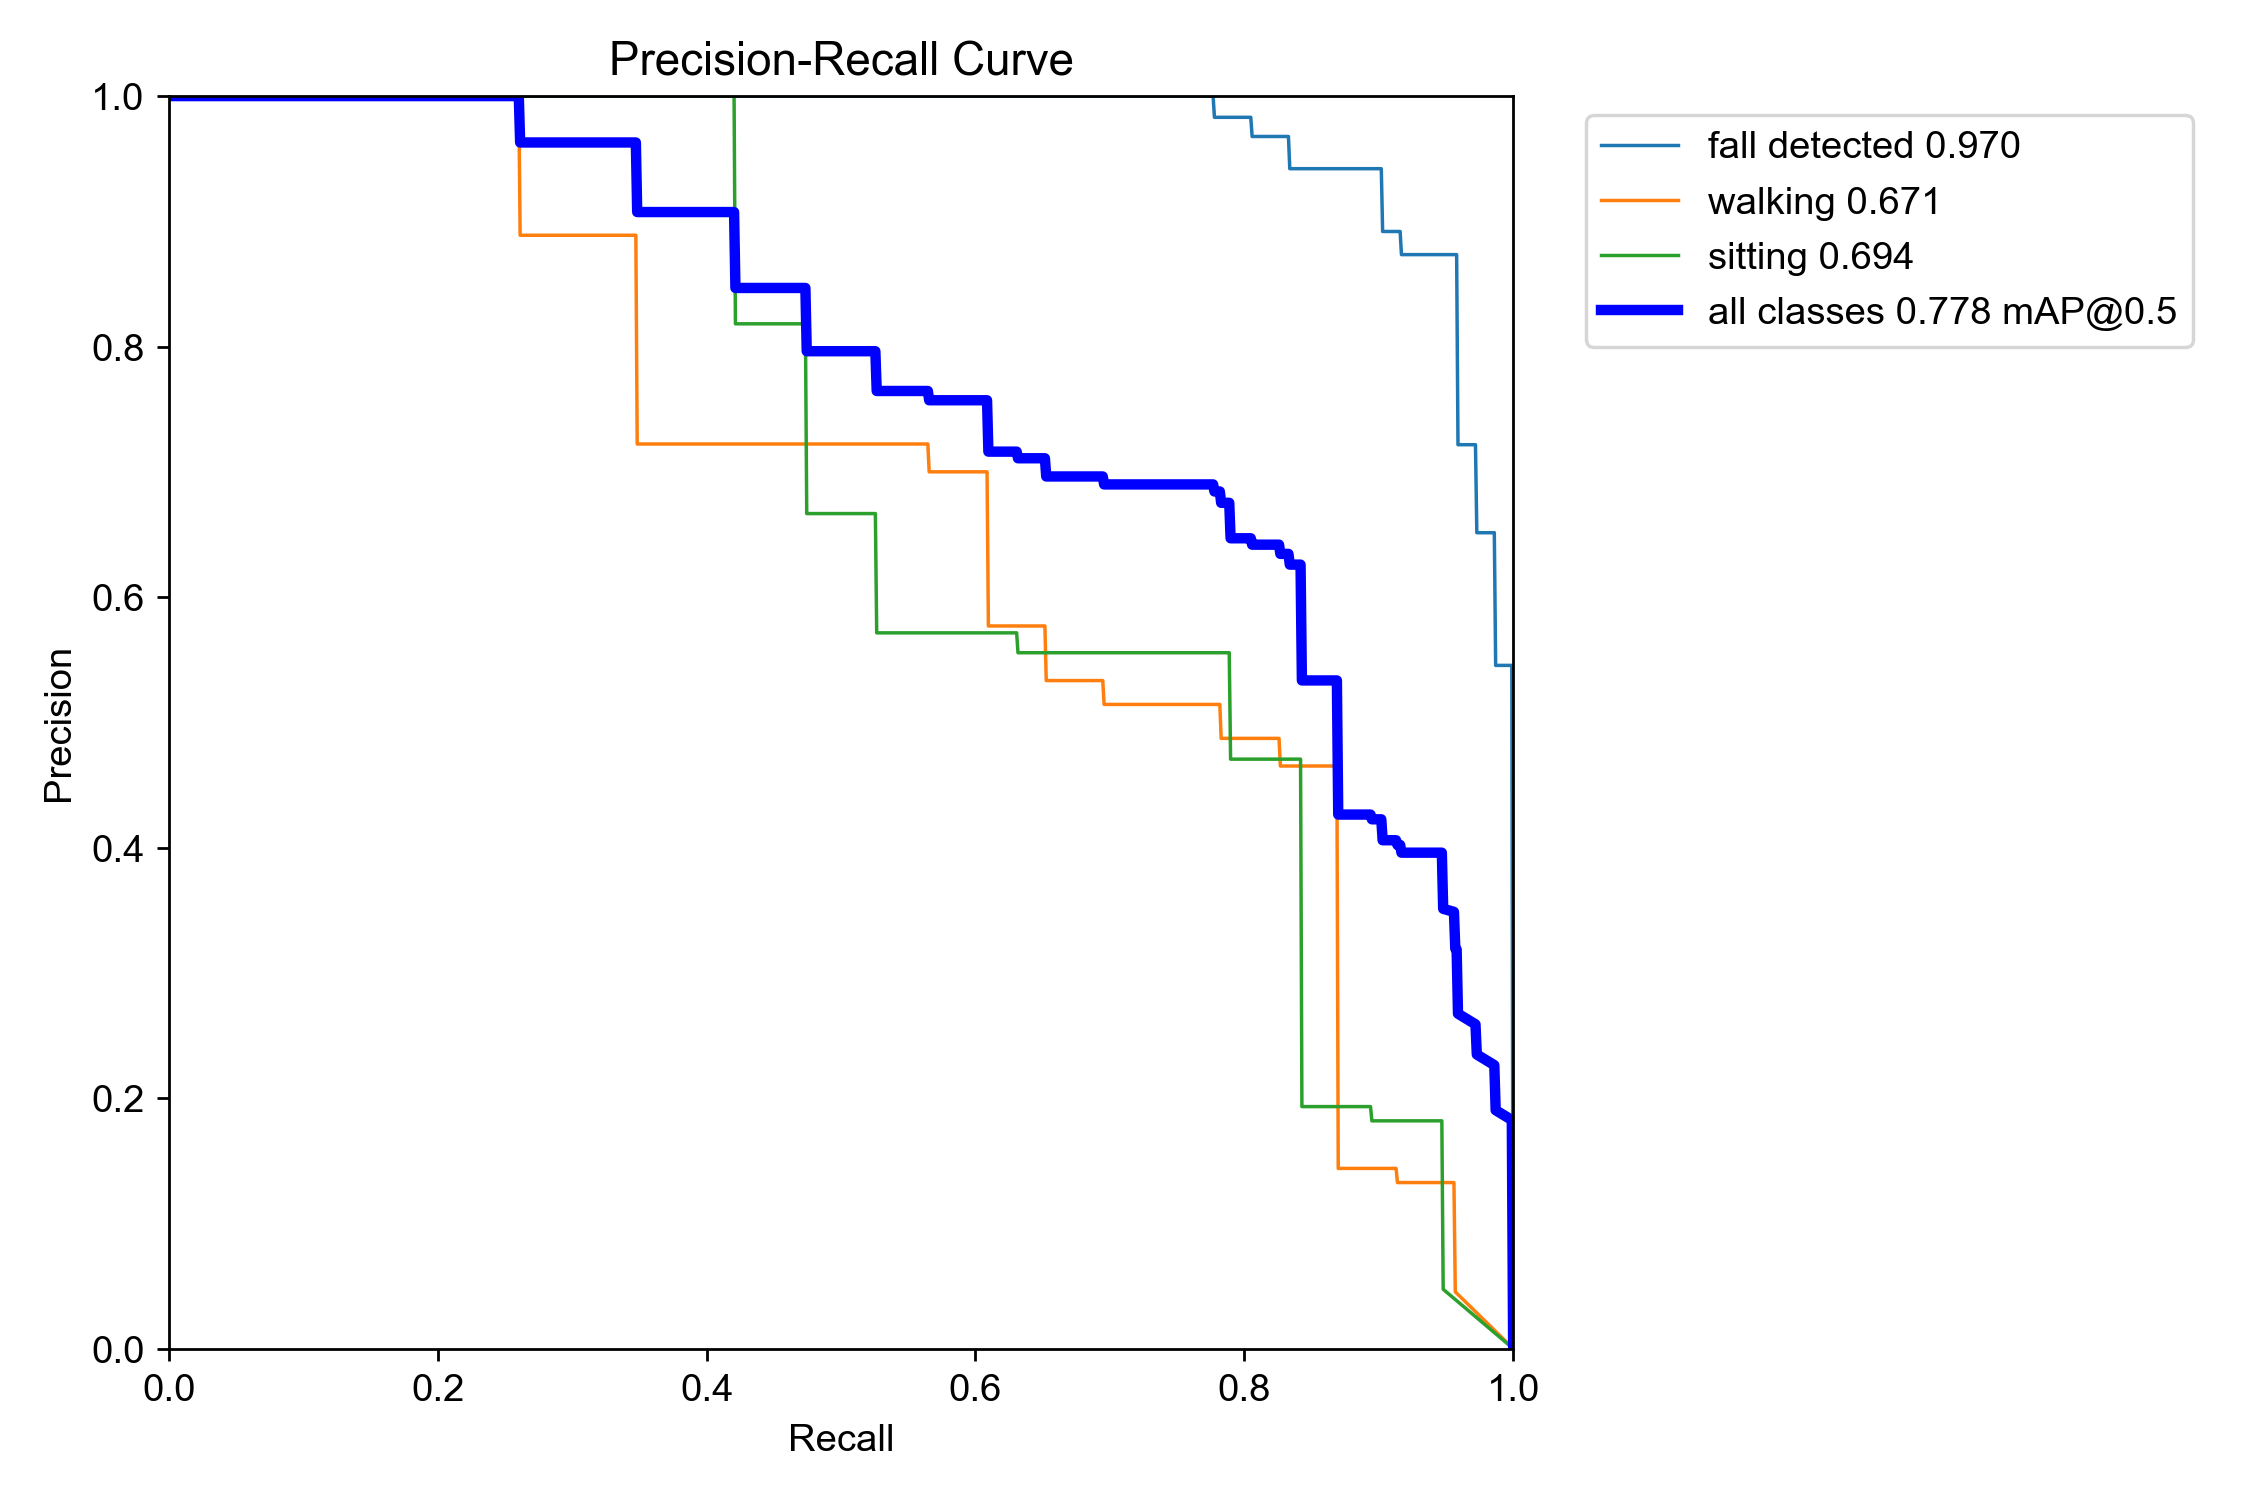 Precision-Recall Curve
1.0
0.8
0.6
0.4
0.2
0.0
Precision
0.0 0.2 0.4 0.6 0.8 1.0
Recall
fall detected 0.970
walking 0.671
sitting 0.694
all classes 0.778 mAP@0.5